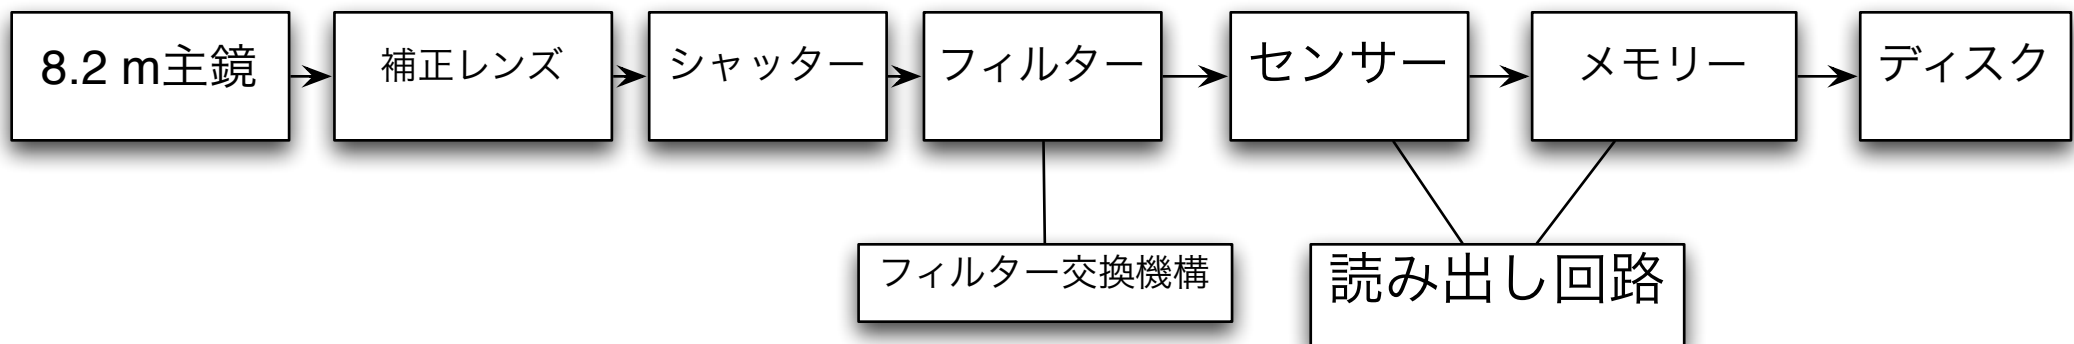 8.2 m主鏡
補正レンズ
シャッター
フィルター
センサー
メモリー
ディスク
フィルター交換機構
読み出し回路